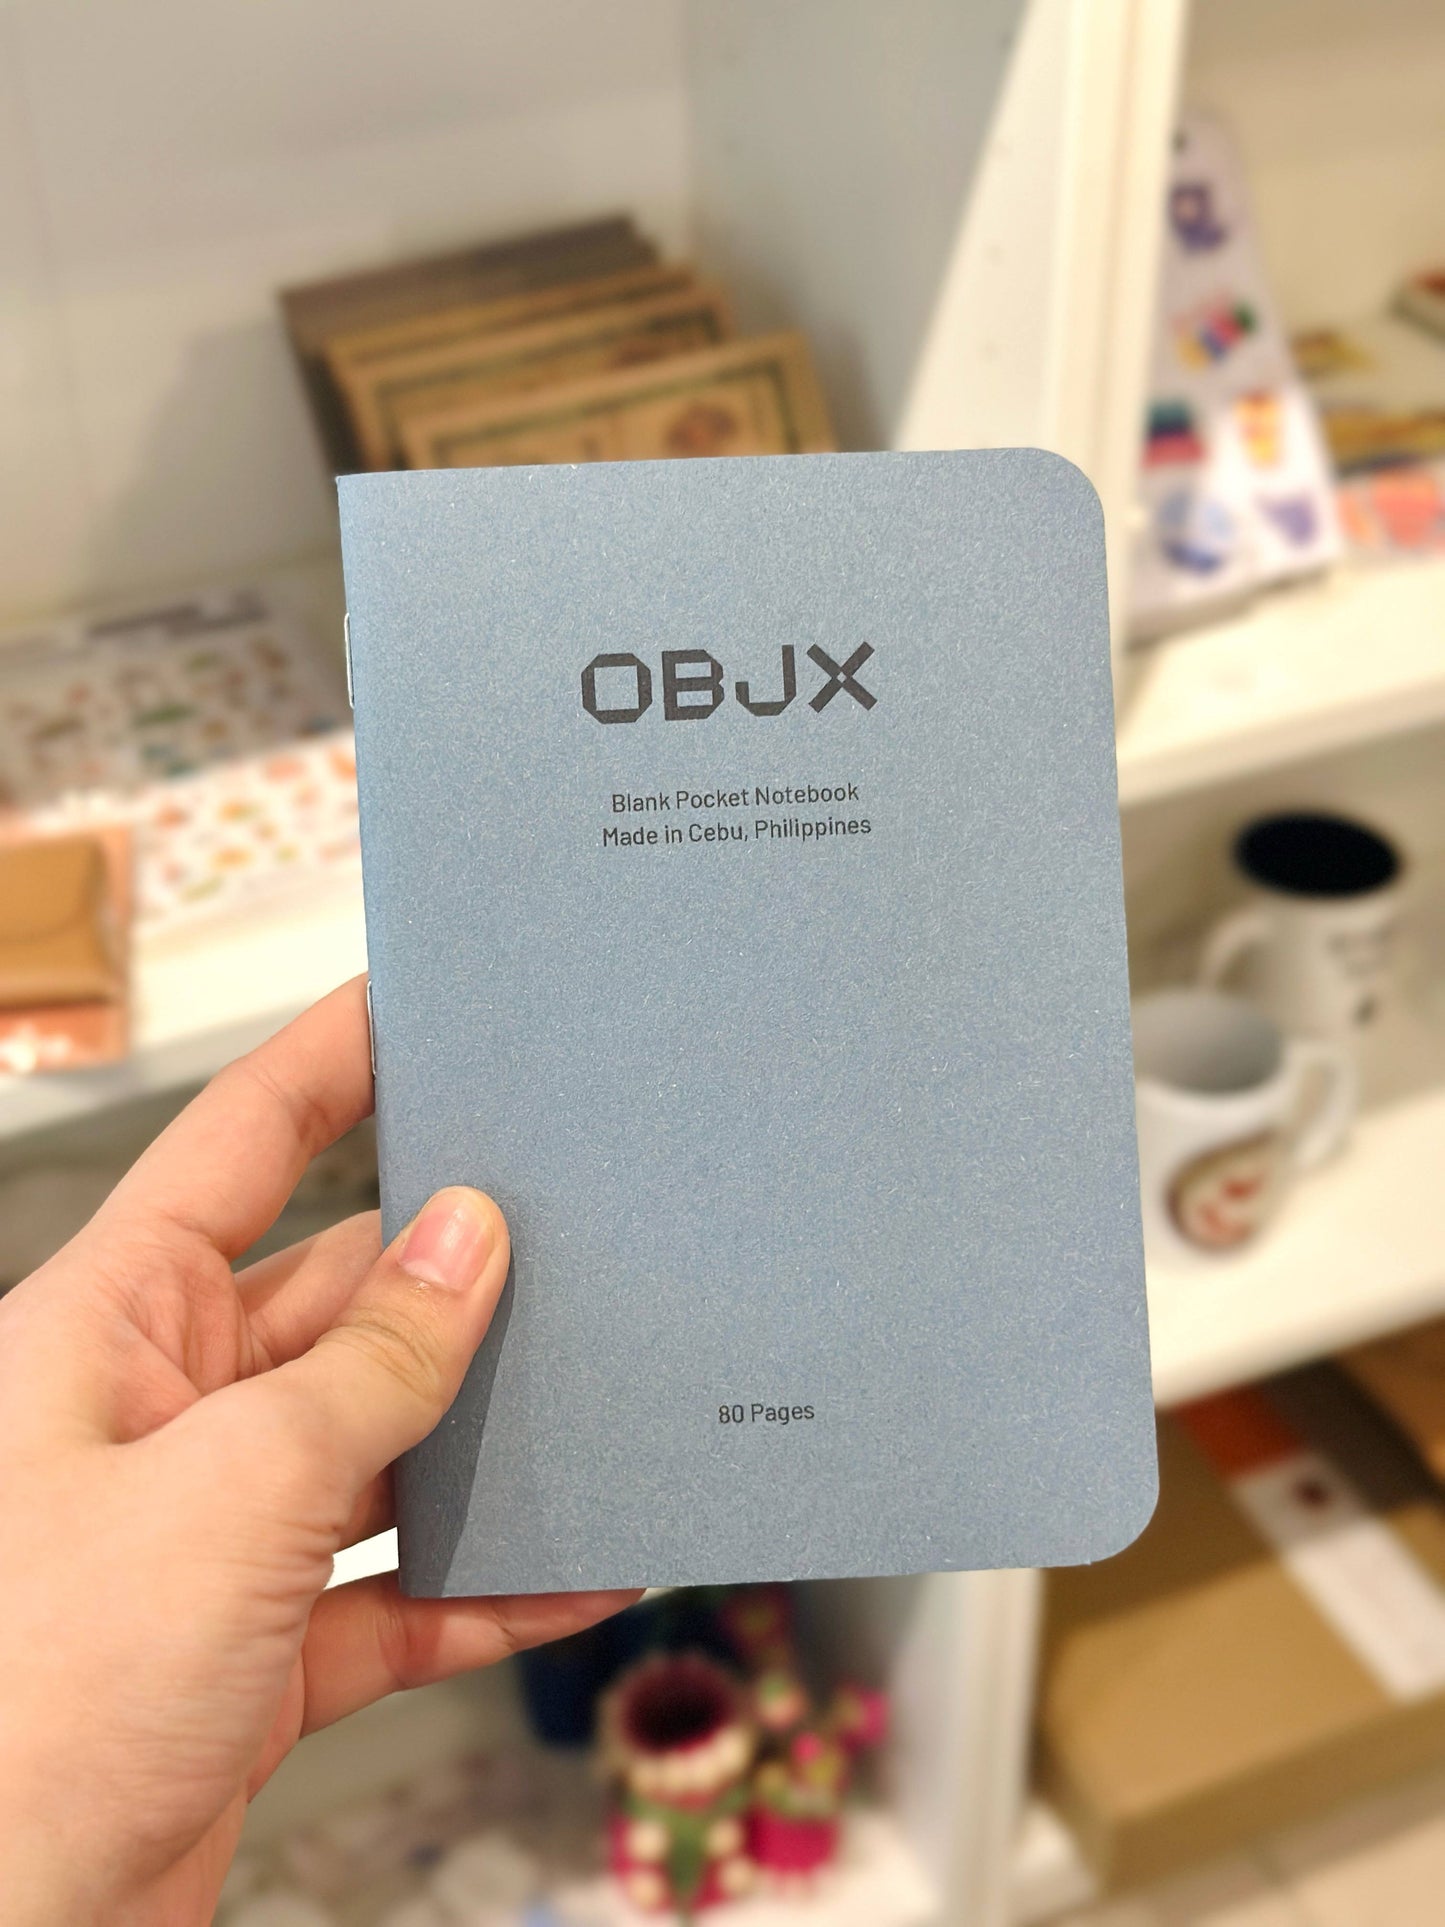 OBJX
Blank Pocket Notebook
Made in Cebu, Philippines
80 Pages